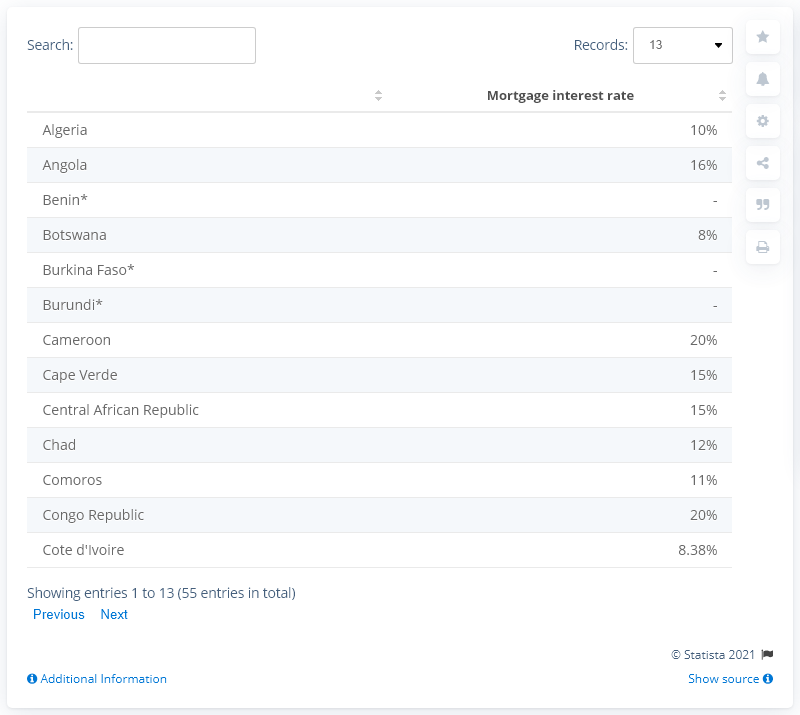 Search:
Records: 13
Mortgage interest rate
Algeria 10%
Angola 16%
Benin* -
Botswana 8%
Burkina Faso* -
Burundi* -
Cameroon 20%
Cape Verde 15%
Central African Republic 15%
Chad 12%
Comoros 11%
Congo Republic 20%
Cote d'Ivoire 8.38%
Showing entries 1 to 13 (55 entries in total)
Previous Next
© Statista 2021
Additional Information Show source